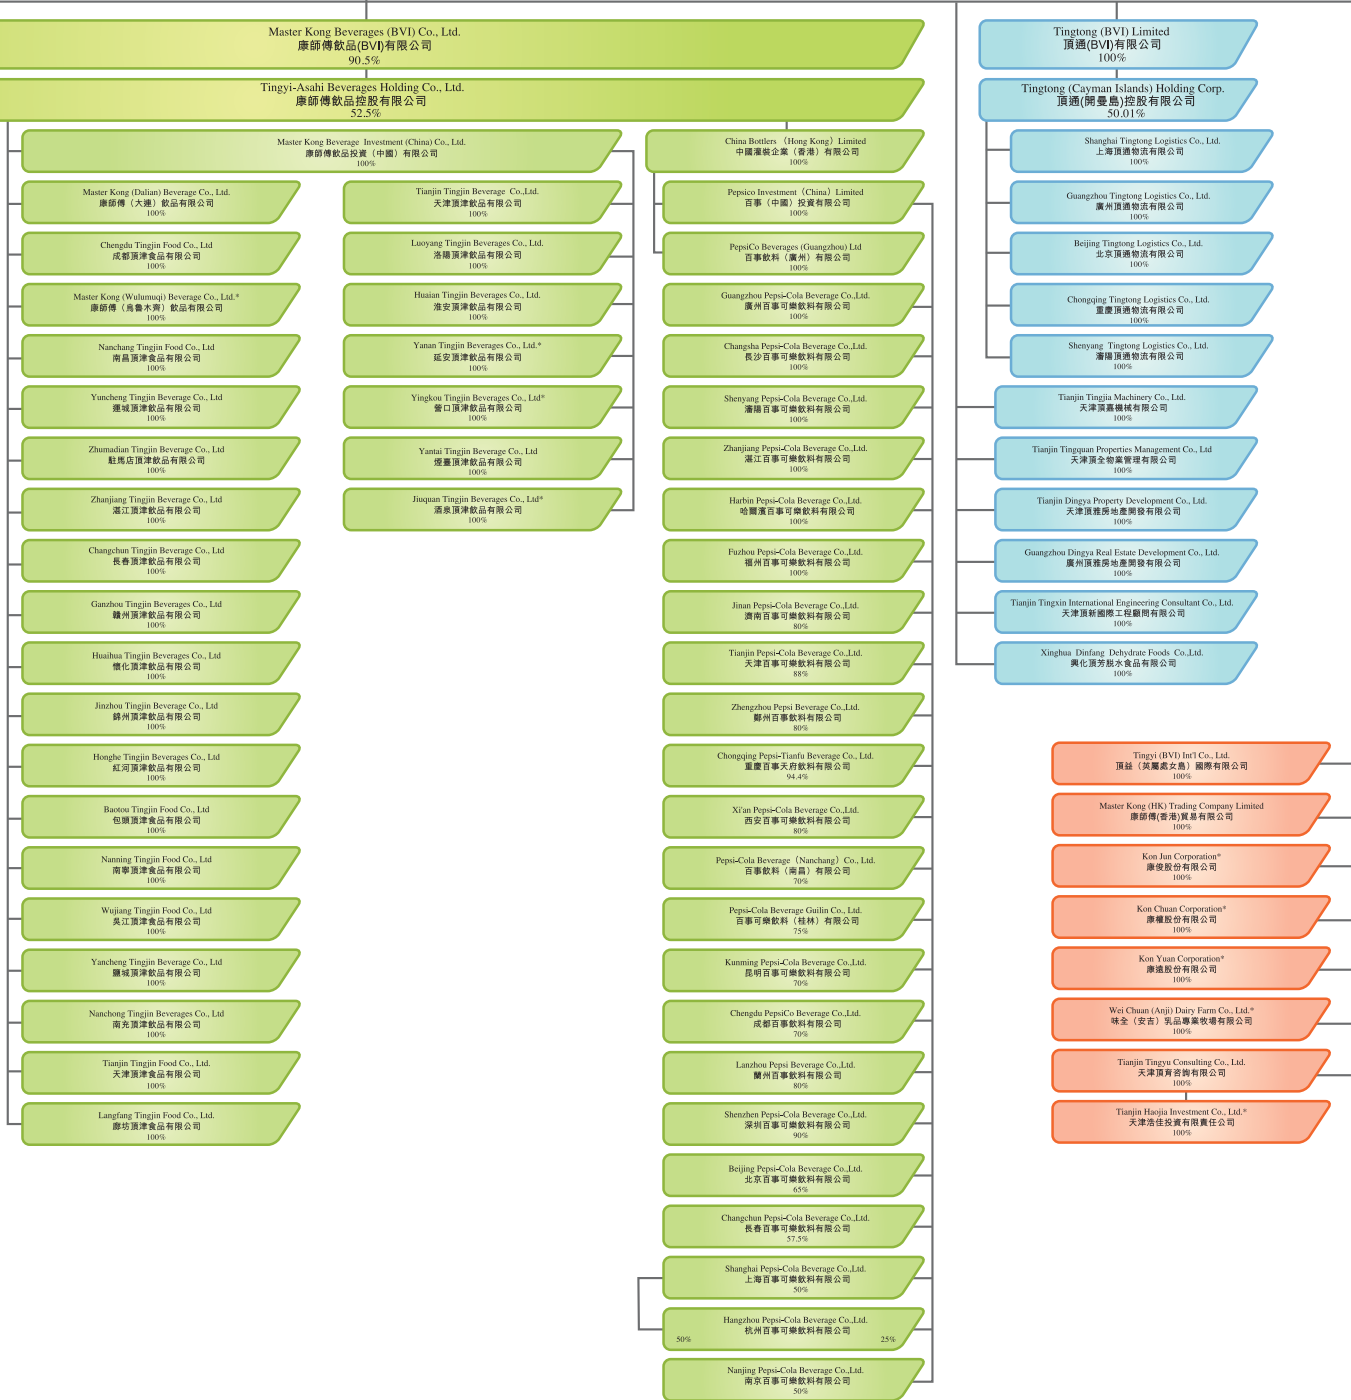 Master Kong Beverages (BVI) Co., Ltd.
康師傅飲品(BVI)有限公司
90.5%
Tingyi-Asahi Beverages Holding Co., Ltd.
康師傅飲品控股有限公司
52.5%
Master Kong Beverage Investment (China) Co., Ltd.
康師傅飲品投資（中國）有限公司
100%
Master Kong (Dalian) Beverage Co., Ltd.
康師傅（大連）飲品有限公司
100%
Chengdu Tingjin Food Co., Ltd
成都頂津食品有限公司
100%
Master Kong (Wulumuqi) Beverage Co., Ltd.*
康師傅（烏魯木齊）飲品有限公司
100%
Nanchang Tingjin Food Co., Ltd
南昌頂津食品有限公司
100%
Yuncheng Tingjin Beverage Co., Ltd
運城頂津飲品有限公司
100%
Zhumadian Tingjin Beverage Co., Ltd
駐馬店頂津飲品有限公司
100%
Zhanjiang Tingjin Beverage Co., Ltd
湛江頂津飲品有限公司
100%
Changchun Tingjin Beverage Co., Ltd
長春頂津飲品有限公司
100%
Ganzhou Tingjin Beverages Co., Ltd
贛州頂津飲品有限公司
100%
Huaihua Tingjin Beverages Co., Ltd
懷化頂津飲品有限公司
100%
Jinzhou Tingjin Beverage Co., Ltd
錦州頂津飲品有限公司
100%
Honghe Tingjin Beverages Co., Ltd
紅河頂津飲品有限公司
100%
Baotou Tingjin Food Co., Ltd
包頭頂津食品有限公司
100%
Nanning Tingjin Food Co., Ltd
南寧頂津食品有限公司
100%
Wujiang Tingjin Food Co., Ltd
吳江頂津食品有限公司
100%
Yancheng Tingjin Beverage Co., Ltd
鹽城頂津飲品有限公司
100%
Nanchong Tingjin Beverages Co., Ltd
南充頂津飲品有限公司
100%
Tianjin Tingjin Food Co., Ltd.
天津頂津食品有限公司
100%
Langfang Tingjin Food Co., Ltd.
廊坊頂津食品有限公司
100%
Tianjin Tingjin Beverage Co.,Ltd.
天津頂津飲品有限公司
100%
Luoyang Tingjin Beverages Co., Ltd.
洛陽頂津飲品有限公司
100%
Huaian Tingjin Beverages Co., Ltd.
淮安頂津飲品有限公司
100%
Yanan Tingjin Beverages Co., Ltd.*
延安頂津飲品有限公司
100%
Yingkou Tingjin Beverages Co., Ltd*
營口頂津飲品有限公司
100%
Yantai Tingjin Beverage Co., Ltd
煙臺頂津飲品有限公司
100%
Jiuquan Tingjin Beverages Co., Ltd*
酒泉頂津飲品有限公司
100%
China Bottlers （Hong Kong）Limited
中國灌裝企業（香港）有限公司
100%
Pepsico Investment（China）Limited
百事（中國）投資有限公司
100%
PepsiCo Beverages (Guangzhou) Ltd
百事飲料（廣州）有限公司
100%
Guangzhou Pepsi-Cola Beverage Co.,Ltd.
廣州百事可樂飲料有限公司
100%
Changsha Pepsi-Cola Beverage Co.,Ltd.
長沙百事可樂飲料有限公司
100%
Shenyang Pepsi-Cola Beverage Co.,Ltd.
瀋陽百事可樂飲料有限公司
100%
Zhanjiang Pepsi-Cola Beverage Co.,Ltd.
湛江百事可樂飲料有限公司
100%
Harbin Pepsi-Cola Beverage Co.,Ltd.
哈爾濱百事可樂飲料有限公司
100%
Fuzhou Pepsi-Cola Beverage Co.,Ltd.
福州百事可樂飲料有限公司
100%
Jinan Pepsi-Cola Beverage Co.,Ltd.
濟南百事可樂飲料有限公司
80%
Tianjin Pepsi-Cola Beverage Co.,Ltd.
天津百事可樂飲料有限公司
88%
Zhengzhou Pepsi Beverage Co.,Ltd.
鄭州百事飲料有限公司
80%
Chongqing Pepsi-Tianfu Beverage Co., Ltd.
重慶百事天府飲料有限公司
94.4%
Xi'an Pepsi-Cola Beverage Co., Ltd.
西安百事可樂飲料有限公司
80%
Pepsi-Cola Beverage（Nanchang）Co., Ltd.
百事飲料（南昌）有限公司
70%
Pepsi-Cola Beverage Guilin Co., Ltd.
百事可樂飲料（桂林）有限公司
75%
Kunming Pepsi-Cola Beverage Co., Ltd.
昆明百事可樂飲料有限公司
70%
Chengdu PepsiCo Beverage Co., Ltd.
成都百事飲料有限公司
70%
Lanzhou Pepsi Beverage Co., Ltd.
蘭州百事飲料有限公司
80%
Shenzhen Pepsi-Cola Beverage Co.,Ltd.
深圳百事可樂飲料有限公司
90%
Beijing Pepsi-Cola Beverage Co.,Ltd.
北京百事可樂飲料有限公司
65%
Changchun Pepsi-Cola Beverage Co.,Ltd.
長春百事可樂飲料有限公司
57.5%
Shanghai Pepsi-Cola Beverage Co.,Ltd.
上海百事可樂飲料有限公司
50%
Hangzhou Pepsi-Cola Beverage Co.,Ltd.
杭州百事可樂飲料有限公司
50% 25%
Nanjing Pepsi-Cola Beverage Co.,Ltd.
南京百事可樂飲料有限公司
50%
Tingtong (BVI) Limited
頂通(BVI)有限公司
100%
Tingtong (Cayman Islands) Holding Corp.
頂通(開曼島)控股有限公司
50.01%
Shanghai Tingtong Logistics Co., Ltd.
上海頂通物流有限公司
100%
Guangzhou Tingtong Logistics Co., Ltd.
廣州頂通物流有限公司
100%
Beijing Tingtong Logistics Co., Ltd.
北京頂通物流有限公司
100%
Chongqing Tingtong Logistics Co., Ltd.
重慶頂通物流有限公司
100%
Shenyang Tingtong Logistics Co., Ltd.
瀋陽頂通物流有限公司
100%
Tianjin Tingjia Machinery Co., Ltd.
天津頂嘉機械有限公司
100%
Tianjin Tingquan Properties Management Co., Ltd
天津頂全物業管理有限公司
100%
Tianjin Dingya Property Development Co., Ltd.
天津頂雅房地產開發有限公司
100%
Guangzhou Dingya Real Estate Development Co., Ltd.
廣州頂雅房地產開發有限公司
100%
Tianjin Tingxin International Engineering Consultant Co., Ltd.
天津頂新國際工程顧問有限公司
100%
Xinghua Dinfang Dehydrate Foods Co.,Ltd.
興化頂芳脱水食品有限公司
100%
Tingyi (BVI) Int'l Co., Ltd.
頂益（英屬處女島）國際有限公司
100%
Master Kong (HK) Trading Company Limited
康師傅(香港)貿易有限公司
100%
Kon Jun Corporation*
康俊股份有限公司
100%
Kon Chuan Corporation*
康權股份有限公司
100%
Kon Yuan Corporation*
康遠股份有限公司
100%
Wei Chuan (Anji) Dairy Farm Co., Ltd.*
味全（安吉）乳品專業牧場有限公司
100%
Tianjin Tingyu Consulting Co., Ltd.
天津頂育咨詢有限公司
100%
Tianjin Haojia Investment Co., Ltd.*
天津浩佳投資有限責任公司
100%